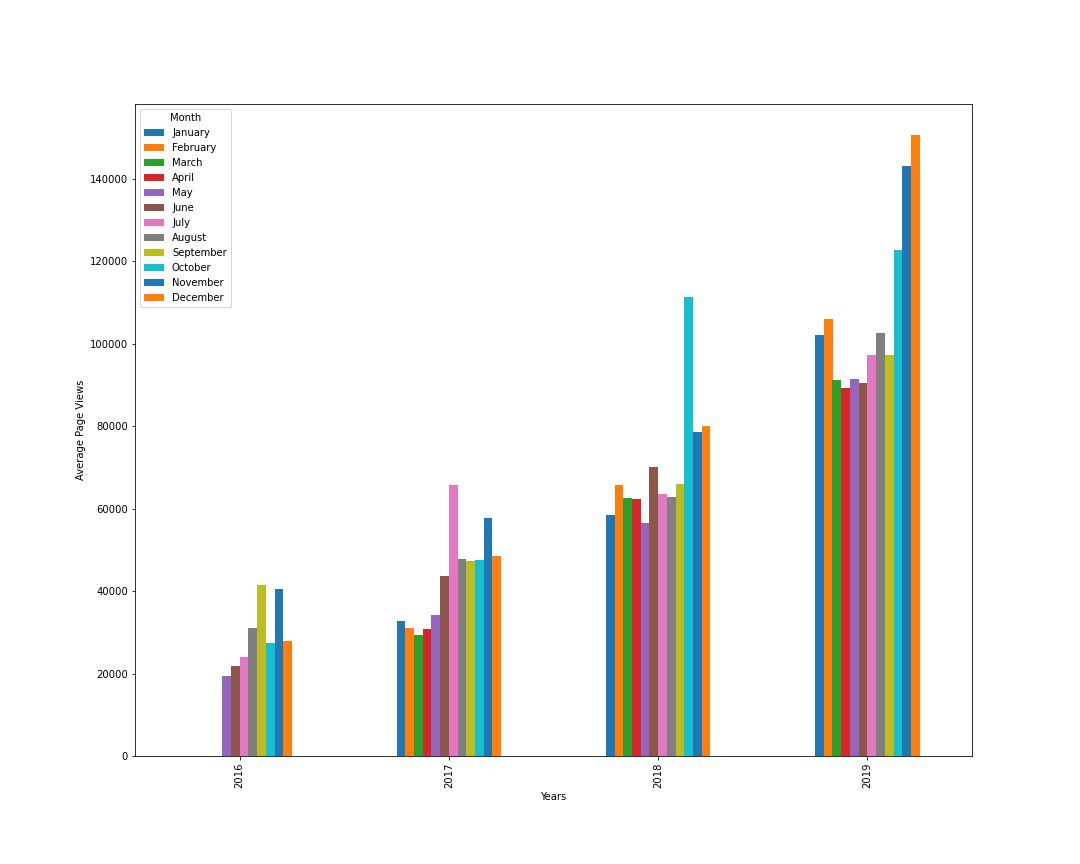 Month
January
February
March
April
May
June
July
August
September
October
November
December
140000
120000
100000
80000
60000
40000
20000
0
Average Page Views
2016
2017
2018
2019
Years